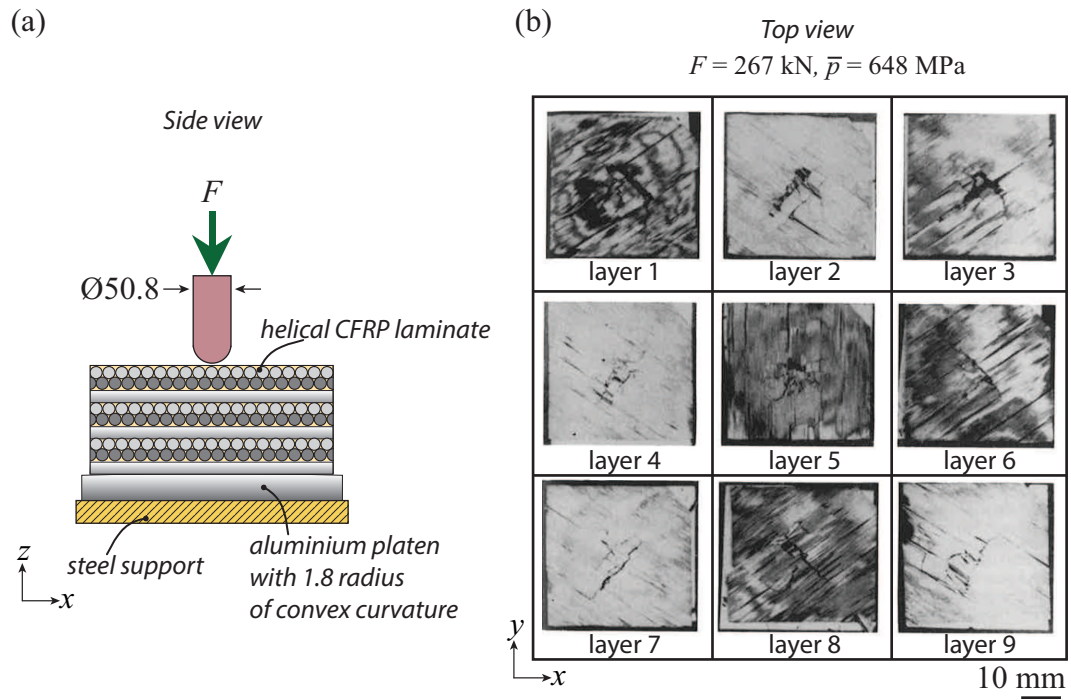 (a)
Side view
F
Ø50.8
helical CFRP laminate
steel support
aluminium platen
with 1.8 radius
of convex curvature
z
x
(b)
Top view
F = 267 kN, p̅ = 648 MPa
layer 1
layer 2
layer 3
layer 4
layer 5
layer 6
layer 7
layer 8
layer 9
y
x
10 mm